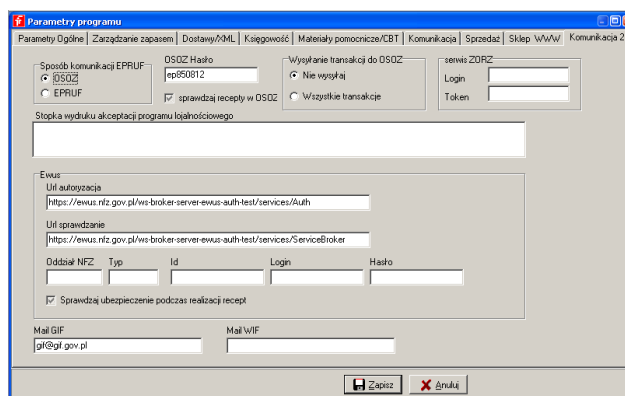 Parametry programu
Parametry Ogólne Zarządzanie zapasem Dostawy/XML Księgowość Materiały pomocnicze/CBT Komunikacja Sprzedaż Sklep WWW Komunikacja 2
Sposób komunikacji EPRUF OSOZ Hasło Wysyłanie transakcji do OSOZ serwis ZORZ
OSOZ ep850812 Nie wysyłaj Login
EPRUF sprawdzaj recepty w OSOZ Wszystkie transakcje Token
Stopka wydruku akceptacji programu lojalnościowego
Ewus
Url autoryzacja
https://ewus.nfz.gov.pl/ws-broker-server-ewus-auth-test/services/Auth
Url sprawdzanie
https://ewus.nfz.gov.pl/ws-broker-server-ewus-auth-test/services/ServiceBroker
Oddział NFZ Typ Id Login Hasło
Sprawdzaj ubezpieczenie podczas realizacji recept
Mail GIF Mail WIF
gif@gif.gov.pl
Zapisz Anuluj